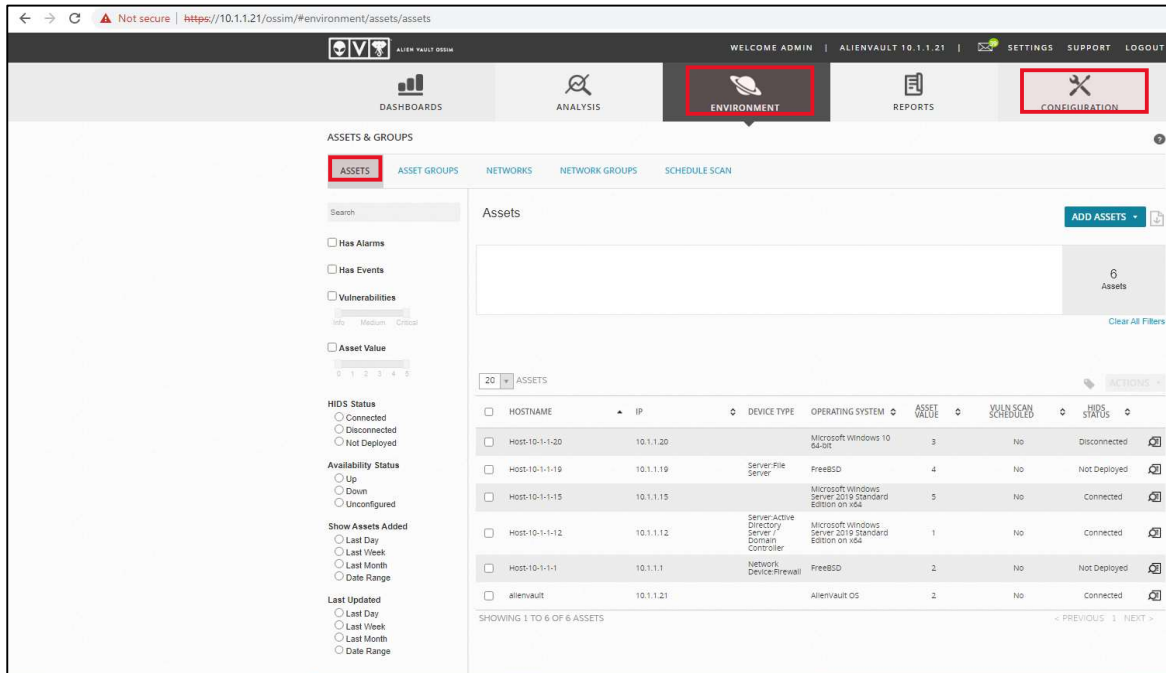 Not secure | https://10.1.1.21/ossim/#environment/assets/assets
AV ALIEN VAULT OSSIM
WELCOME ADMIN | ALIENVAULT 10.1.1.21 | SETTINGS SUPPORT LOGOUT
DASHBOARDS ANALYSIS ENVIRONMENT REPORTS CONFIGURATION
ASSETS & GROUPS
ASSETS ASSET GROUPS NETWORKS NETWORK GROUPS SCHEDULE SCAN
Search
Has Alarms
Has Events
Vulnerabilities
Info Medium Critical
Asset Value
0 1 2 3 4 5
HIDS Status
Connected
Disconnected
Not Deployed
Availability Status
Up
Down
Unconfigured
Show Assets Added
Last Day
Last Week
Last Month
Date Range
Last Updated
Last Day
Last Week
Last Month
Date Range
Assets
ADD ASSETS
6
Assets
Clear All Filters
20 ASSETS
ACTIONS
HOSTNAME IP DEVICE TYPE OPERATING SYSTEM ASSET VALUE VULN SCAN SCHEDULED HIDS STATUS
Host-10-1-1-20 10.1.1.20 Microsoft Windows 10 64-bit 3 No Disconnected
Host-10-1-1-19 10.1.1.19 Server:File Server FreeBSD 4 No Not Deployed
Host-10-1-1-15 10.1.1.15 Microsoft Windows Server 2019 Standard Edition on x64 5 No Connected
Host-10-1-1-12 10.1.1.12 Server:Active Directory Server / Domain Controller Microsoft Windows Server 2019 Standard Edition on x64 1 No Connected
Host-10-1-1-1 10.1.1.1 Network Device:Firewall FreeBSD 2 No Not Deployed
alienvault 10.1.1.21 AlienVault OS 2 No Connected
SHOWING 1 TO 6 OF 6 ASSETS
< PREVIOUS 1 NEXT >